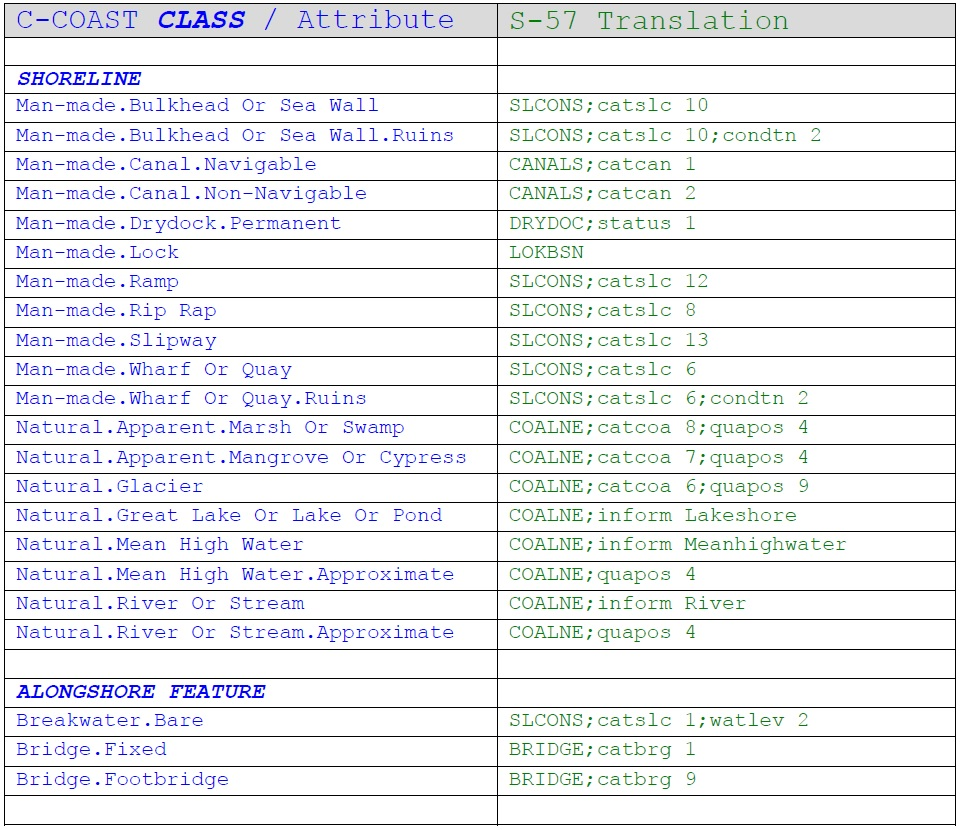 C-COAST CLASS / Attribute S-57 Translation
SHORELINE
Man-made.Bulkhead Or Sea Wall SLCONS;catslc 10
Man-made.Bulkhead Or Sea Wall.Ruins SLCONS;catslc 10;condtn 2
Man-made.Canal.Navigable CANALS;catcan 1
Man-made.Canal.Non-Navigable CANALS;catcan 2
Man-made.Drydock.Permanent DRYDOC;status 1
Man-made.Lock LOKBSN
Man-made.Ramp SLCONS;catslc 12
Man-made.Rip Rap SLCONS;catslc 8
Man-made.Slipway SLCONS;catslc 13
Man-made.Wharf Or Quay SLCONS;catslc 6
Man-made.Wharf Or Quay.Ruins SLCONS;catslc 6;condtn 2
Natural.Apparent.Marsh Or Swamp COALNE;catcoa 8;quapos 4
Natural.Apparent.Mangrove Or Cypress COALNE;catcoa 7;quapos 4
Natural.Glacier COALNE;catcoa 6;quapos 9
Natural.Great Lake Or Lake Or Pond COALNE;inform Lakeshore
Natural.Mean High Water COALNE;inform Meanhighwater
Natural.Mean High Water.Approximate COALNE;quapos 4
Natural.River Or Stream COALNE;inform River
Natural.River Or Stream.Approximate COALNE;quapos 4
ALONGSHORE FEATURE
Breakwater.Bare SLCONS;catslc 1;watlev 2
Bridge.Fixed BRIDGE;catbrg 1
Bridge.Footbridge BRIDGE;catbrg 9